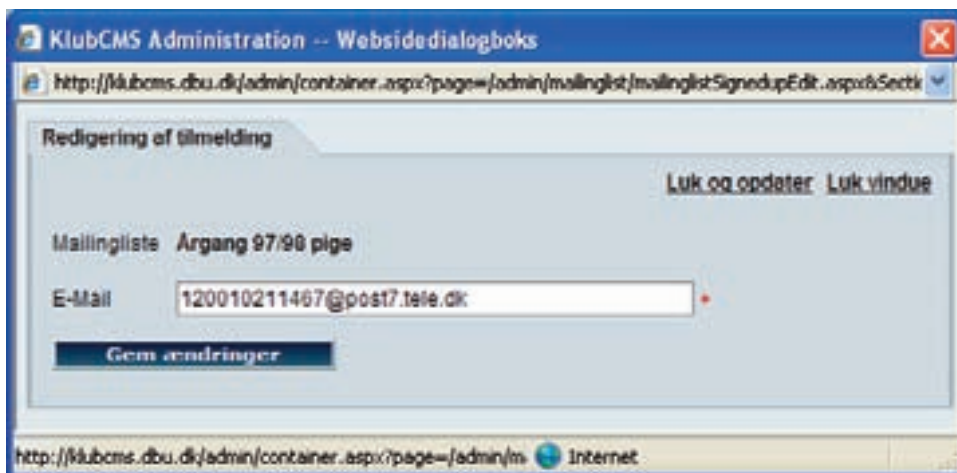 KlubCMS Administration -- Websidedialogboks
http://klubcms.dbu.dk/admin/container.aspx?page=/admin/mailinglist/mailinglistSignedupEdit.aspx&Sectio
Redigering af tilmelding
Luk og opdater Luk vindue
Mailingliste Årgang 97/98 pige
E-Mail 120010211467@post7.tele.dk *
Gem ændringer
http://klubcms.dbu.dk/admin/container.aspx?page=/admin/m Internet